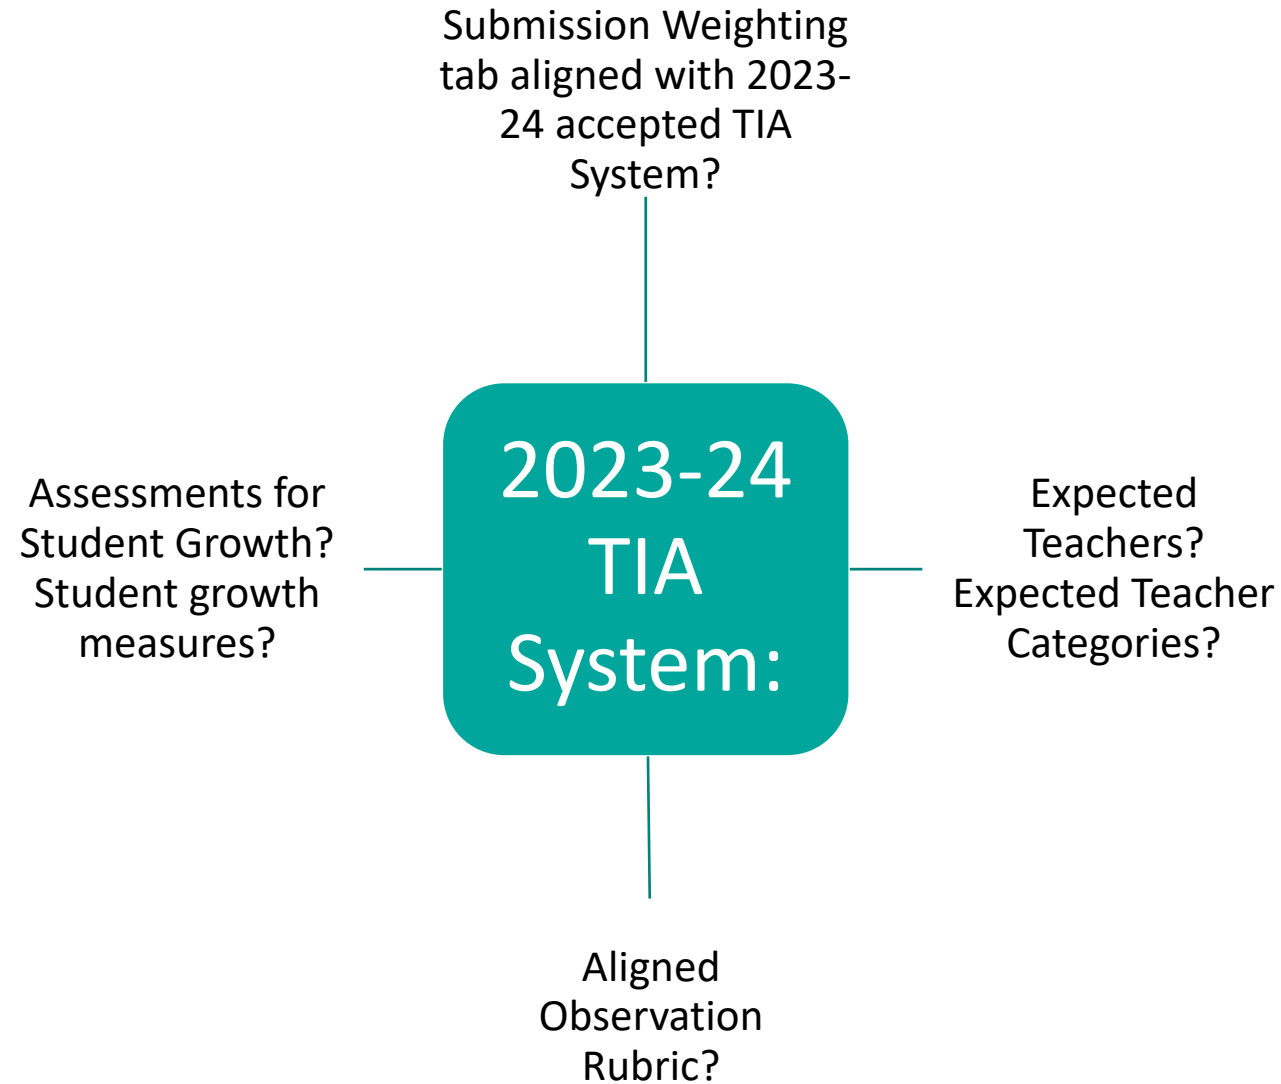 Submission Weighting
tab aligned with 2023-
24 accepted TIA
System?
2023-24
TIA
System:
Assessments for
Student Growth?
Student growth
measures?
Expected
Teachers?
Expected Teacher
Categories?
Aligned
Observation
Rubric?